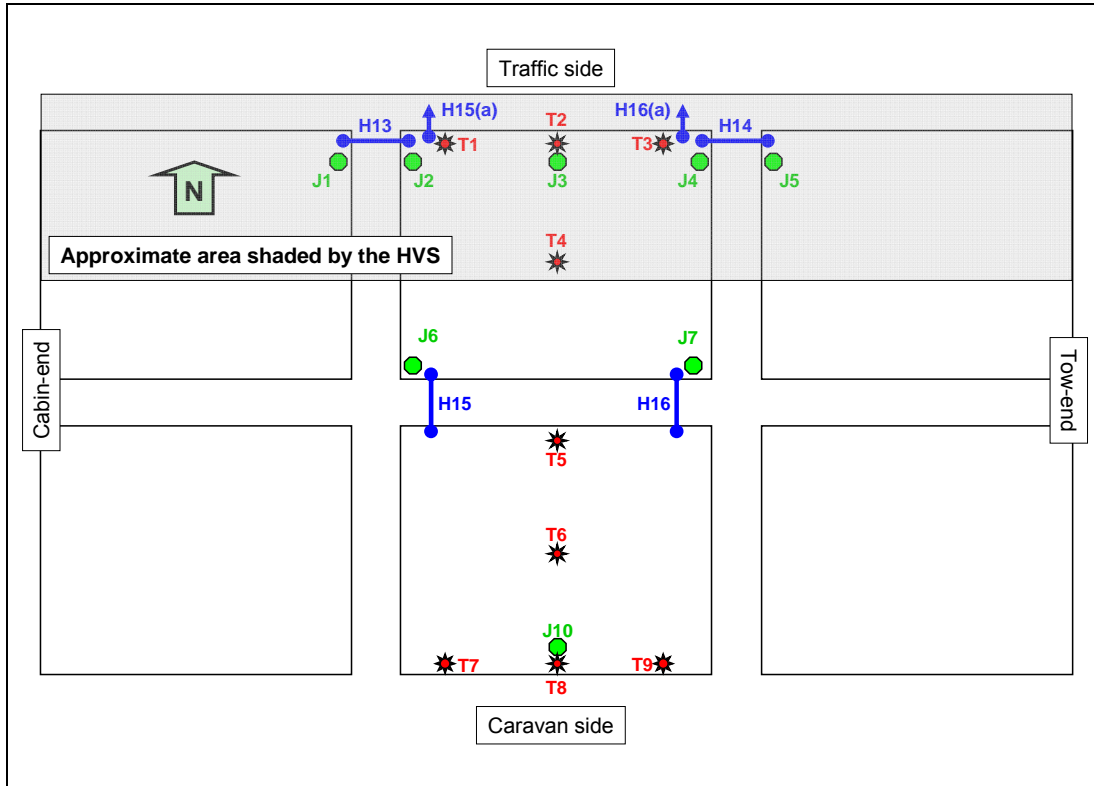 Traffic side
H15(a)
H16(a)
T2
H13
H14
T1
T3
J1
J2
J3
J4
J5
N
T4
Approximate area shaded by the HVS
J6
J7
Cabin-end
Tow-end
H15
H16
T5
T6
J10
T7
T9
T8
Caravan side